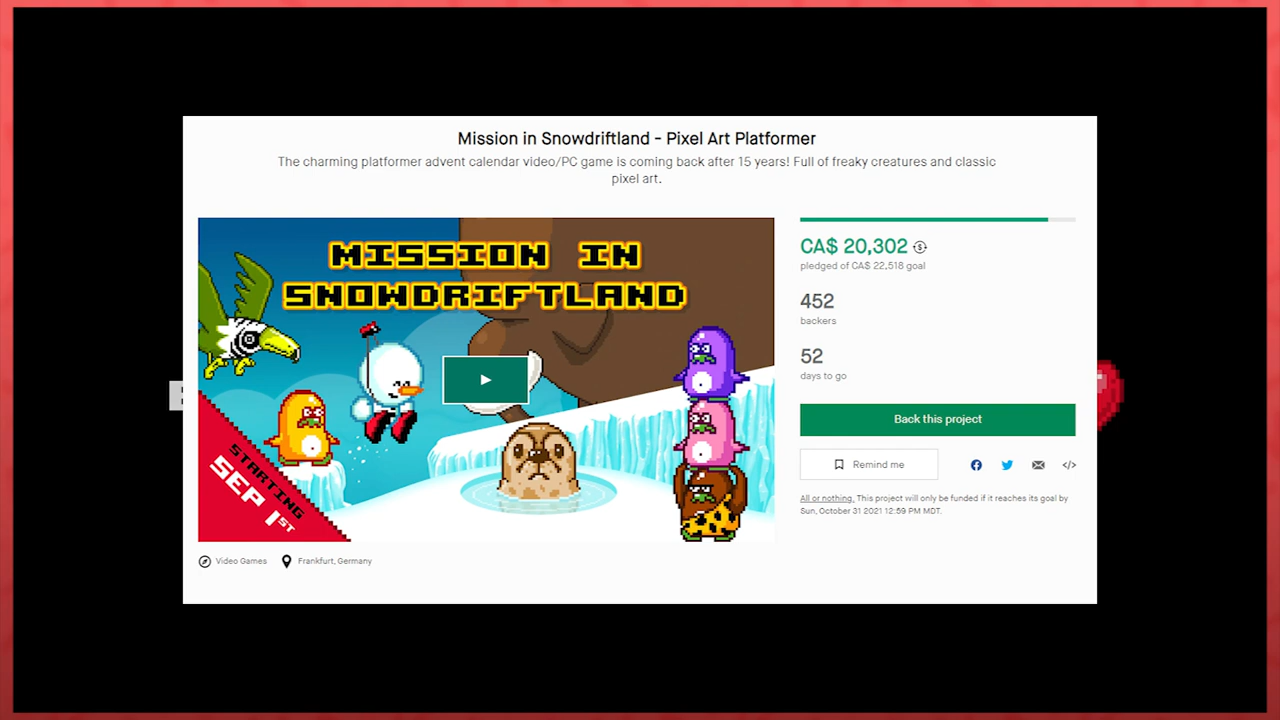 Mission in Snowdriftland - Pixel Art Platformer
The charming platformer advent calendar video/PC game is coming back after 15 years! Full of freaky creatures and classic
pixel art.
MISSION IN
SNOWDRIFTLAND
STARTING
SEP 1ST
CA$ 20,302
pledged of CA$ 22,518 goal
452
backers
52
days to go
Back this project
Remind me
All or nothing. This project will only be funded if it reaches its goal by
Sun, October 31 2021 12:59 PM MDT.
Video Games
Frankfurt, Germany